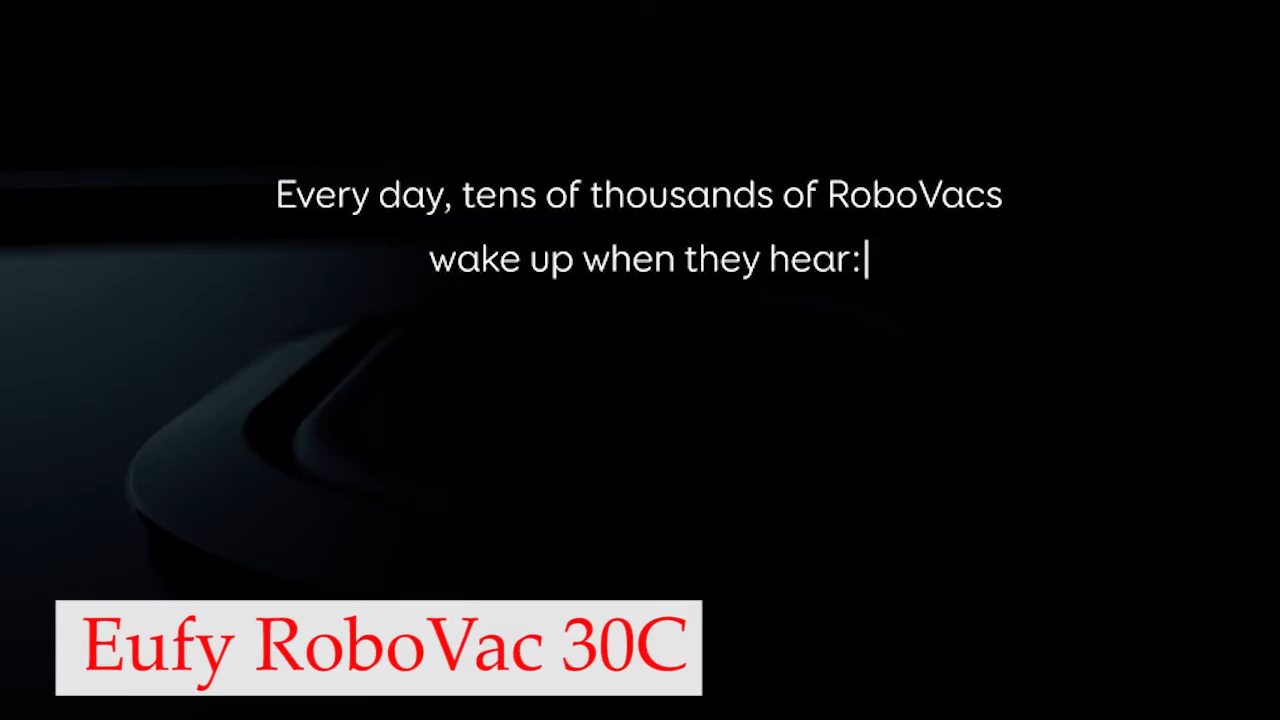 Every day, tens of thousands of RoboVacs
wake up when they hear:
Eufy RoboVac 30C